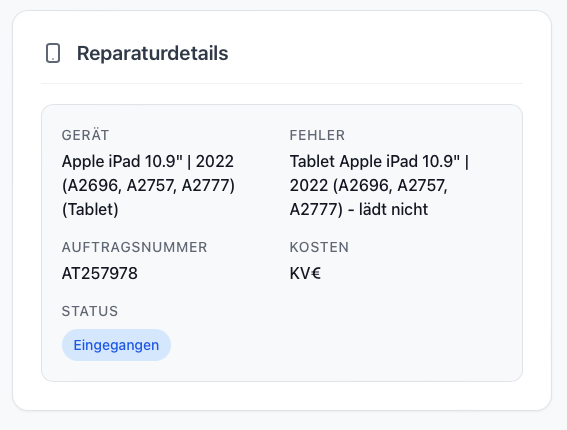 Reparaturdetails
GERÄT
Apple iPad 10.9" | 2022
(A2696, A2757, A2777)
(Tablet)
FEHLER
Tablet Apple iPad 10.9" |
2022 (A2696, A2757,
A2777) - lädt nicht
AUFTRAGSNUMMER
AT257978
KOSTEN
KV€
STATUS
Eingegangen